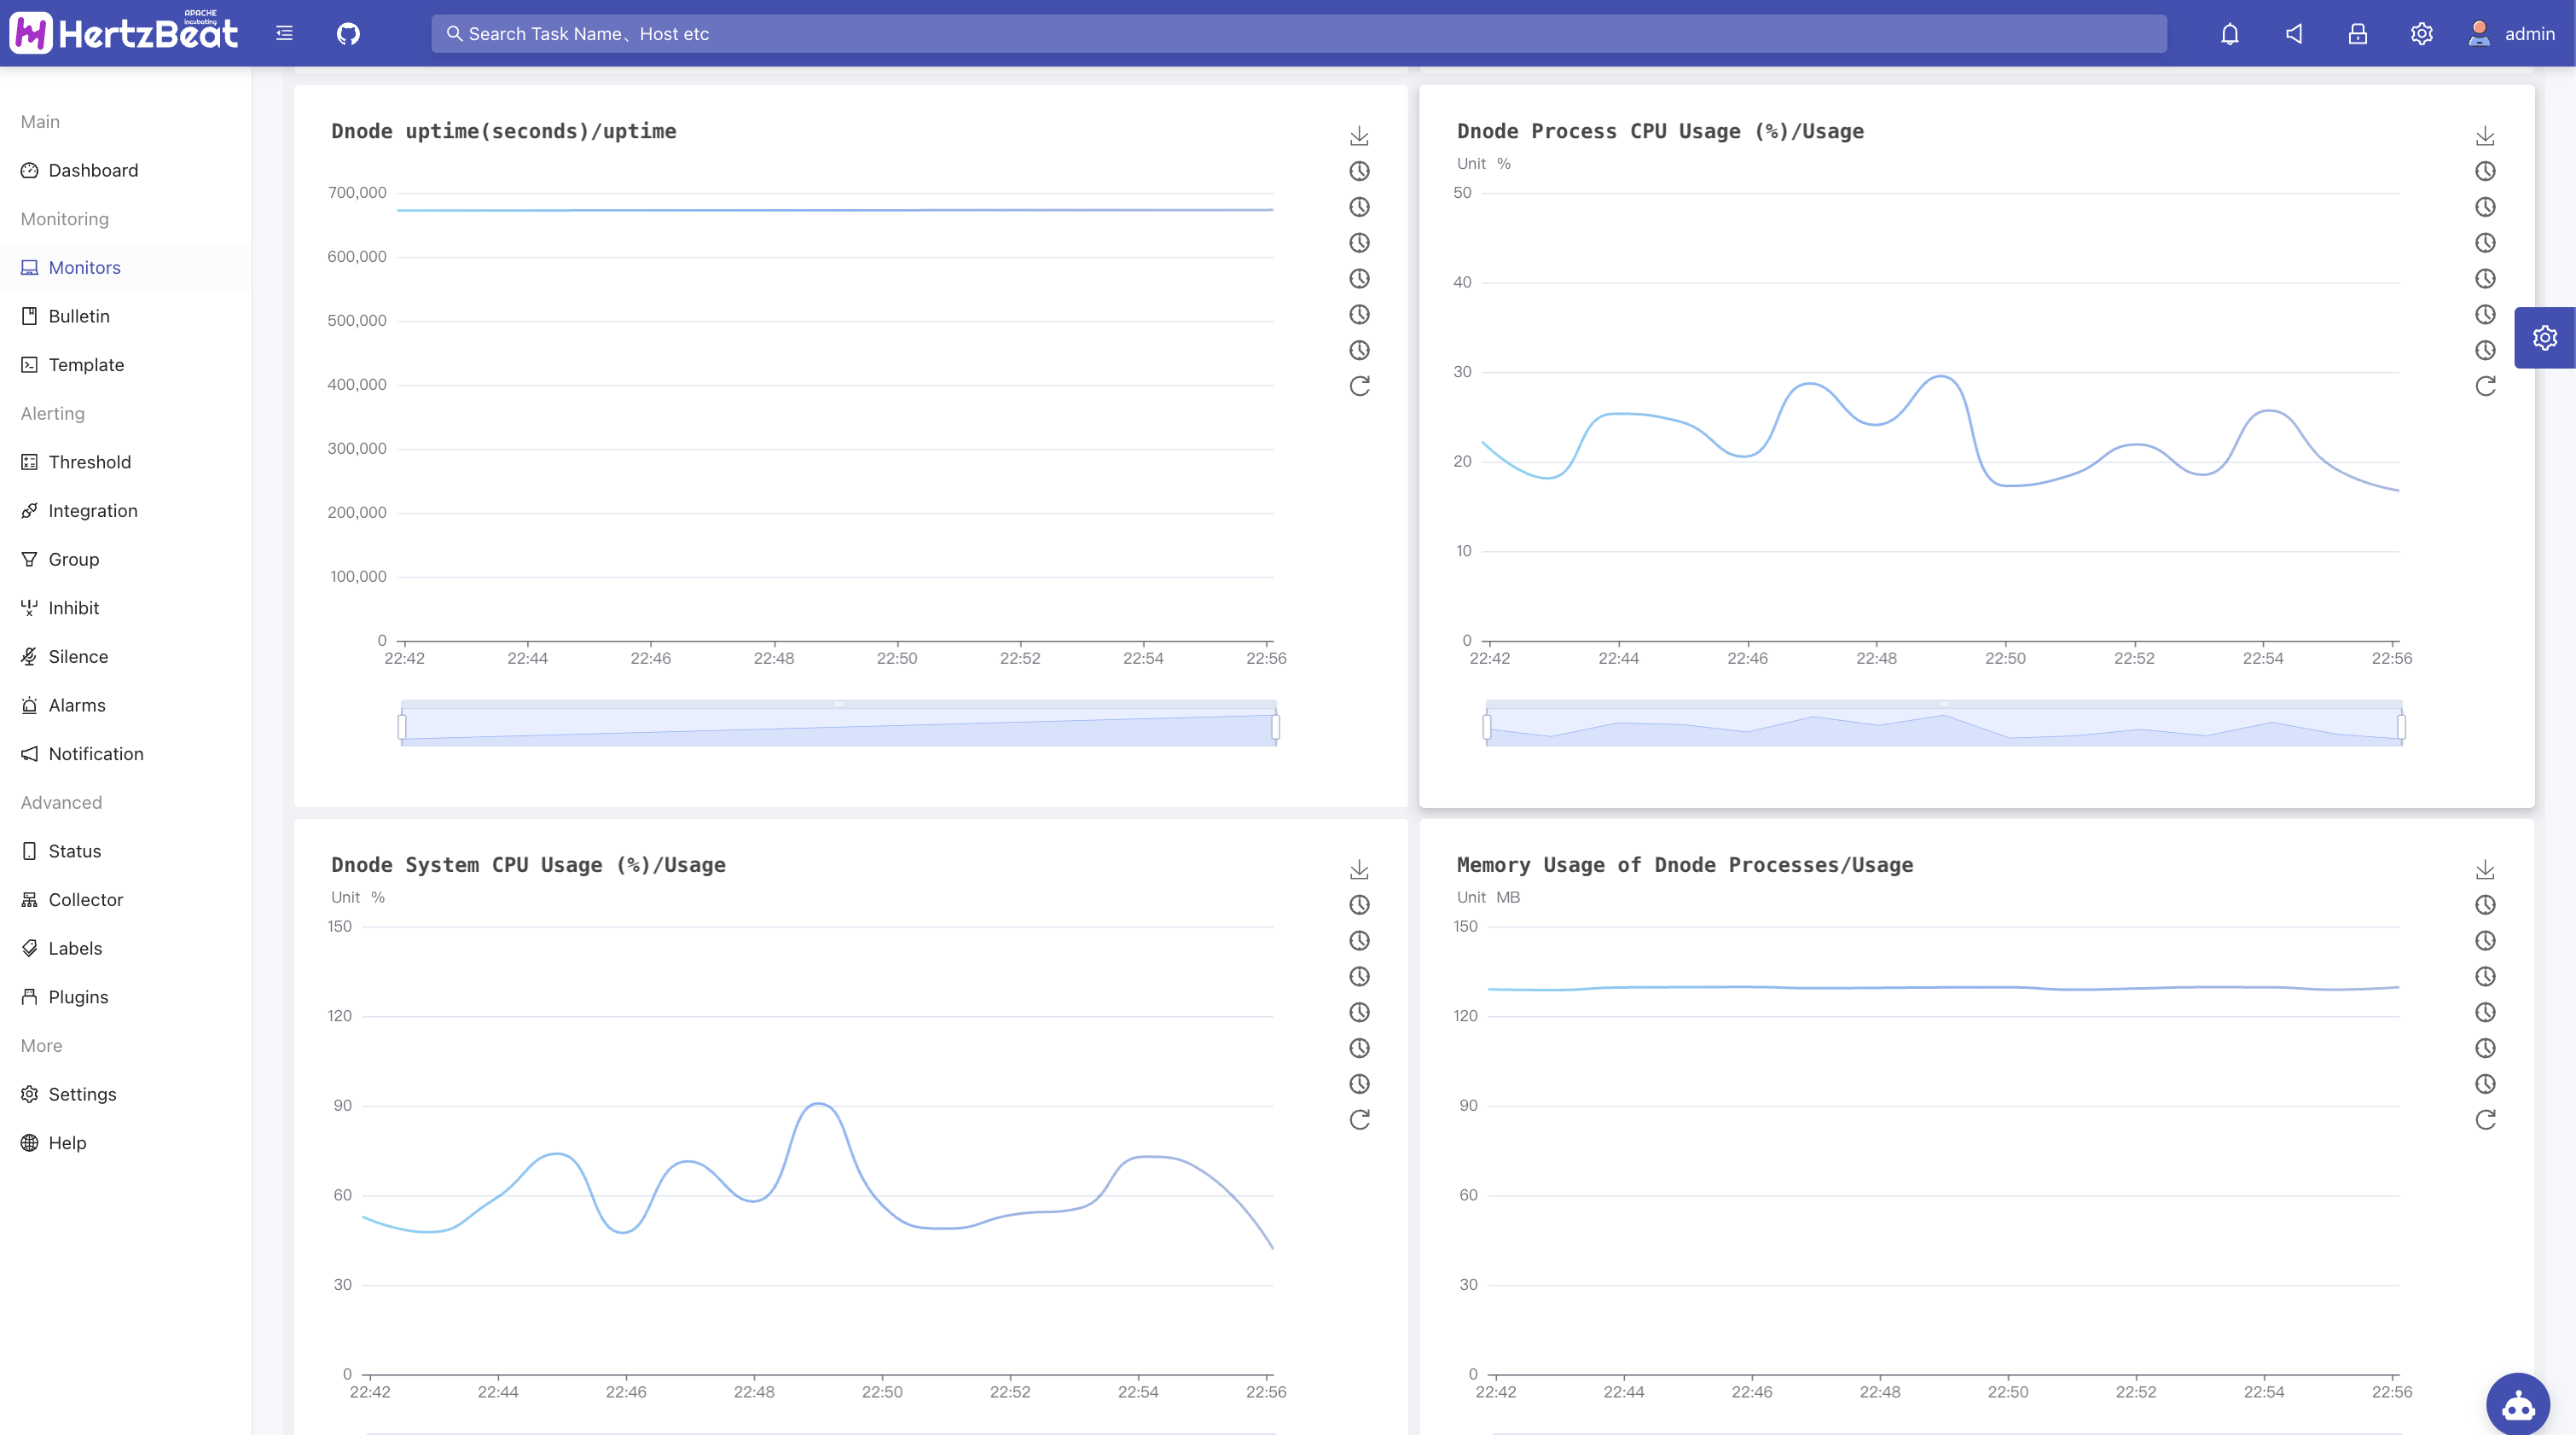 APACHE
incubating
HertzBeat
Search Task Name、Host etc
admin
Main
Dashboard
Monitoring
Monitors
Bulletin
Template
Alerting
Threshold
Integration
Group
Inhibit
Silence
Alarms
Notification
Advanced
Status
Collector
Labels
Plugins
More
Settings
Help
Dnode uptime(seconds)/uptime
700,000
600,000
500,000
400,000
300,000
200,000
100,000
0
22:42 22:44 22:46 22:48 22:50 22:52 22:54 22:56
Dnode Process CPU Usage (%)/Usage
Unit %
50
40
30
20
10
0
22:42 22:44 22:46 22:48 22:50 22:52 22:54 22:56
Dnode System CPU Usage (%)/Usage
Unit %
150
120
90
60
30
0
22:42 22:44 22:46 22:48 22:50 22:52 22:54 22:56
Memory Usage of Dnode Processes/Usage
Unit MB
150
120
90
60
30
0
22:42 22:44 22:46 22:48 22:50 22:52 22:54 22:56